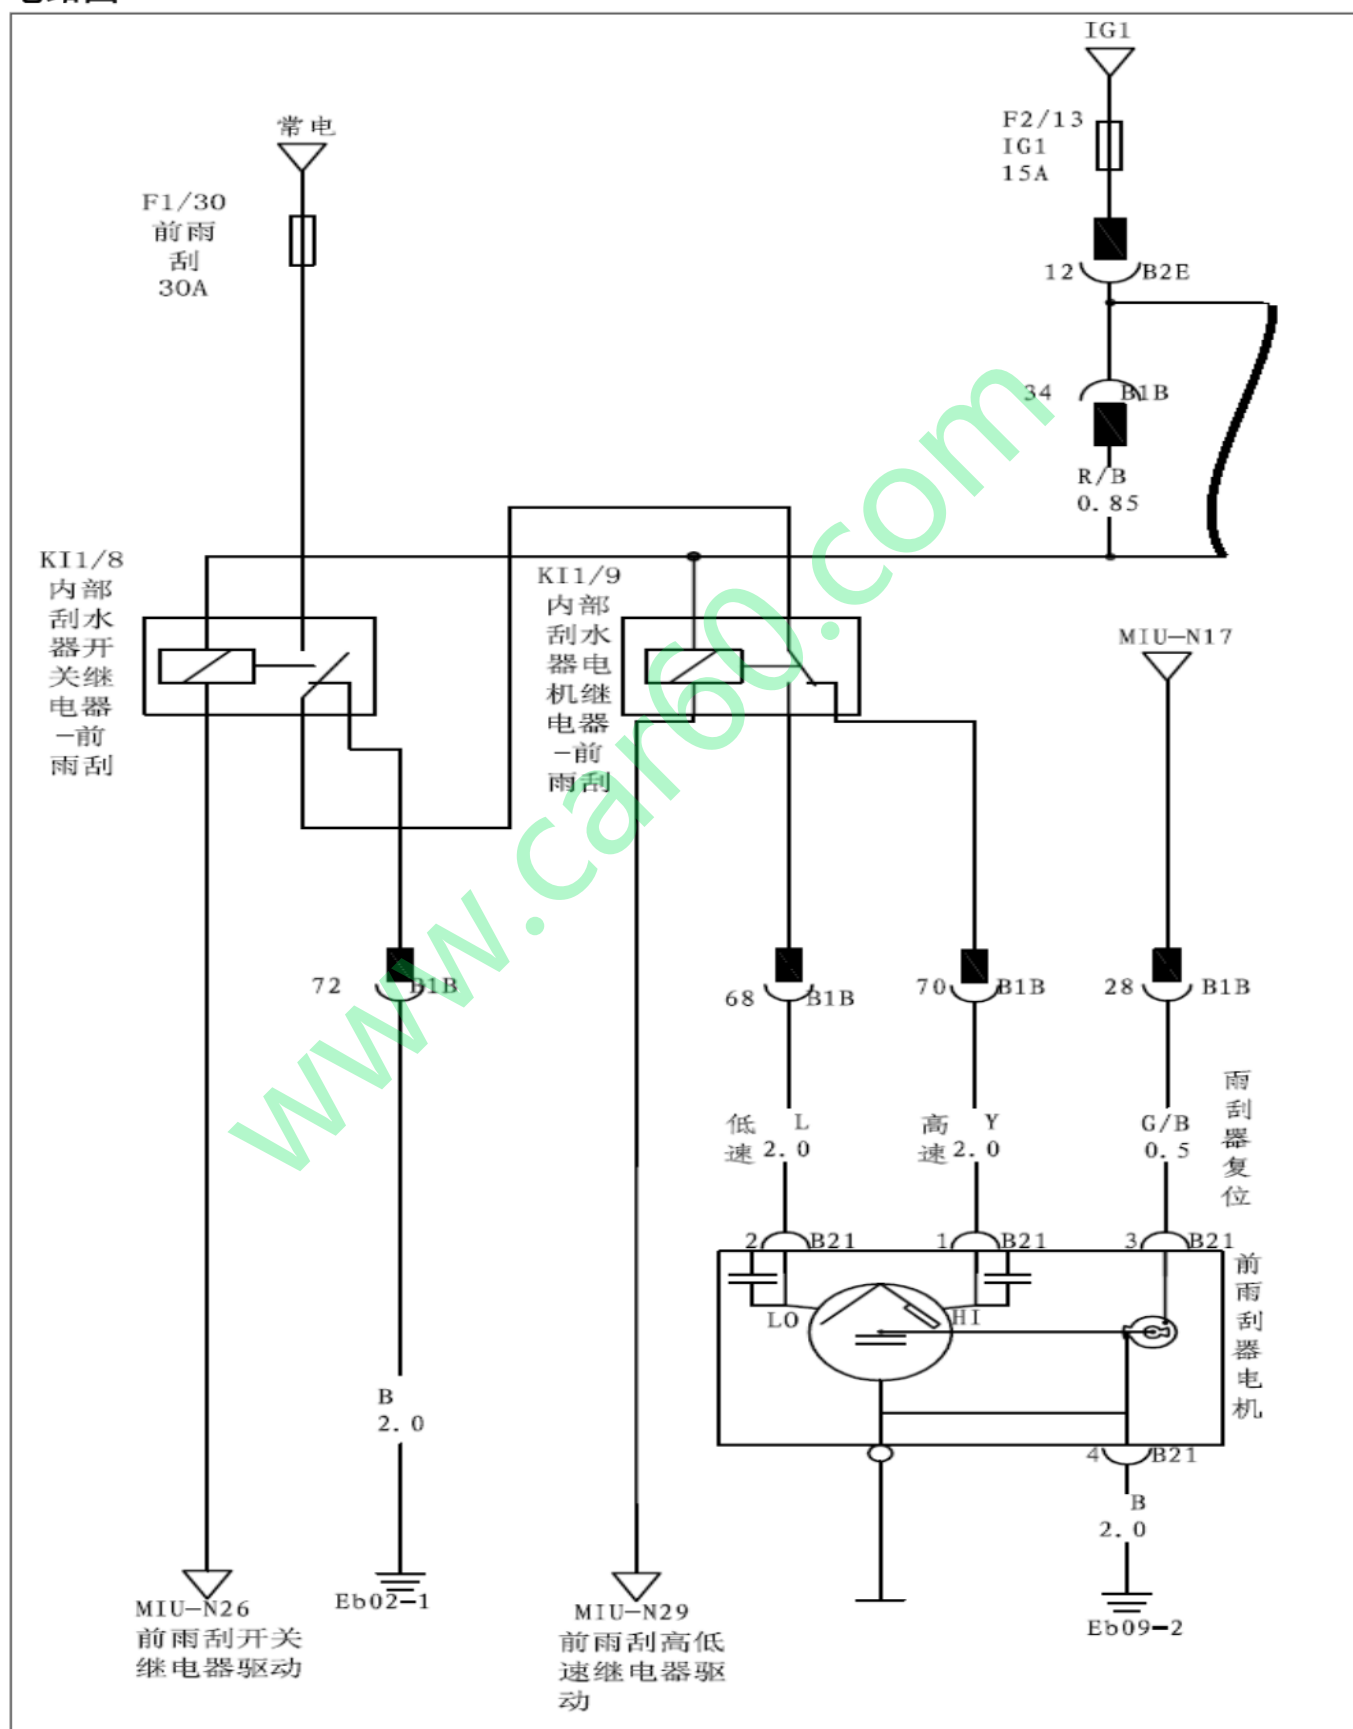 IG1
F2/13
IG1
15A
常电
F1/30
前雨
刮
30A
12
B2E
34
B1B
R/B
0.85
KI1/8
内部
刮水
器开
关继
电器
-前
雨刮
KI1/9
内部
刮水
器电
机继
电器
-前
雨刮
MIU-N17
72
B1B
68
B1B
70
B1B
28
B1B
低速
L
2.0
高速
Y
2.0
G/B
0.5
雨刮器复位
2
B21
1
B21
3
B21
LO
HI
前雨刮器电机
B
2.0
4
B21
B
2.0
Eb02-1
Eb09-2
MIU-N26
前雨刮开关
继电器驱动
MIU-N29
前雨刮高低
速继电器驱
动
www.car60.com